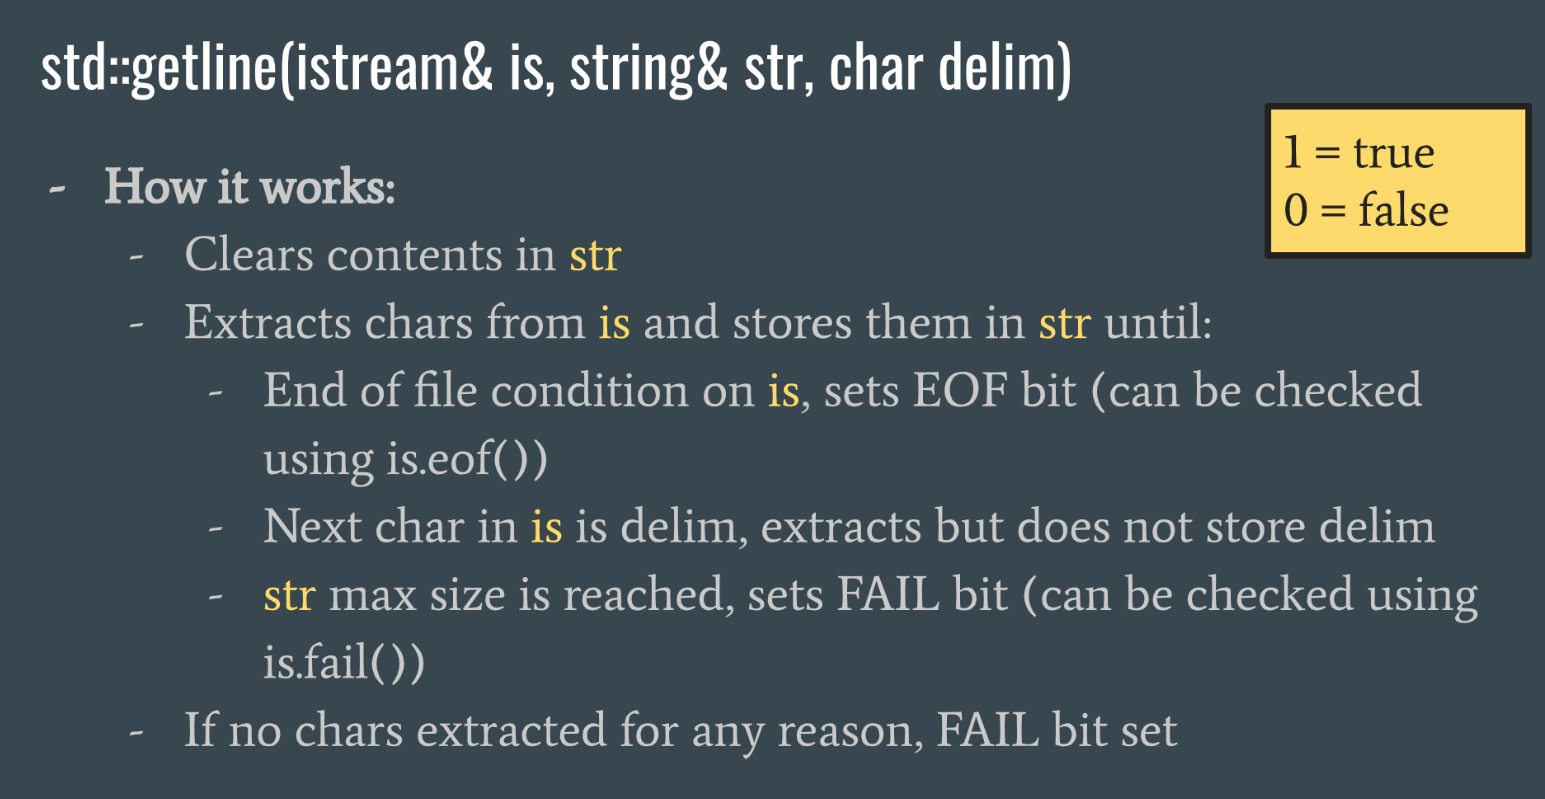 std::getline(istream& is, string& str, char delim)
1 = true
0 = false
- How it works:
- Clears contents in str
- Extracts chars from is and stores them in str until:
- End of file condition on is, sets EOF bit (can be checked
using is.eof())
- Next char in is is delim, extracts but does not store delim
- str max size is reached, sets FAIL bit (can be checked using
is.fail())
- If no chars extracted for any reason, FAIL bit set